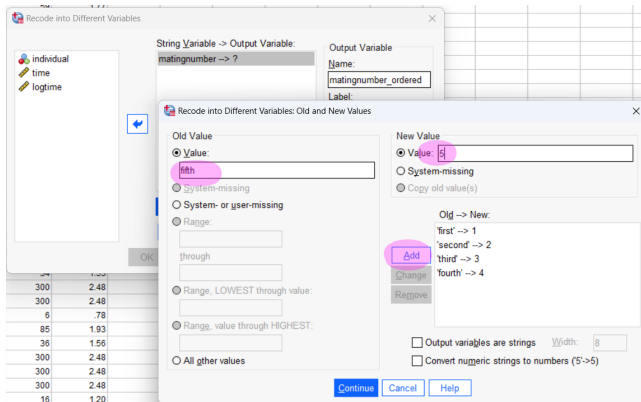 Recode into Different Variables
String Variable -> Output Variable:
Output Variable
individual
time
logtime
matingnumber --> ?
Name:
matingnumber_ordered
Label:
Recode into Different Variables: Old and New Values
Old Value
Value:
fifth
System-missing
System- or user-missing
Range:
through
Range, LOWEST through value:
Range, value through HIGHEST:
All other values
New Value
Value: 5
System-missing
Copy old value(s)
Old --> New:
'first' --> 1
'second' --> 2
'third' --> 3
'fourth' --> 4
Add
Change
Remove
Output variables are strings Width: 8
Convert numeric strings to numbers ('5'->5)
Continue Cancel Help
OK
300 2.48
300 2.48
6 .78
85 1.93
36 1.56
300 2.48
300 2.48
300 2.48
16 1.20